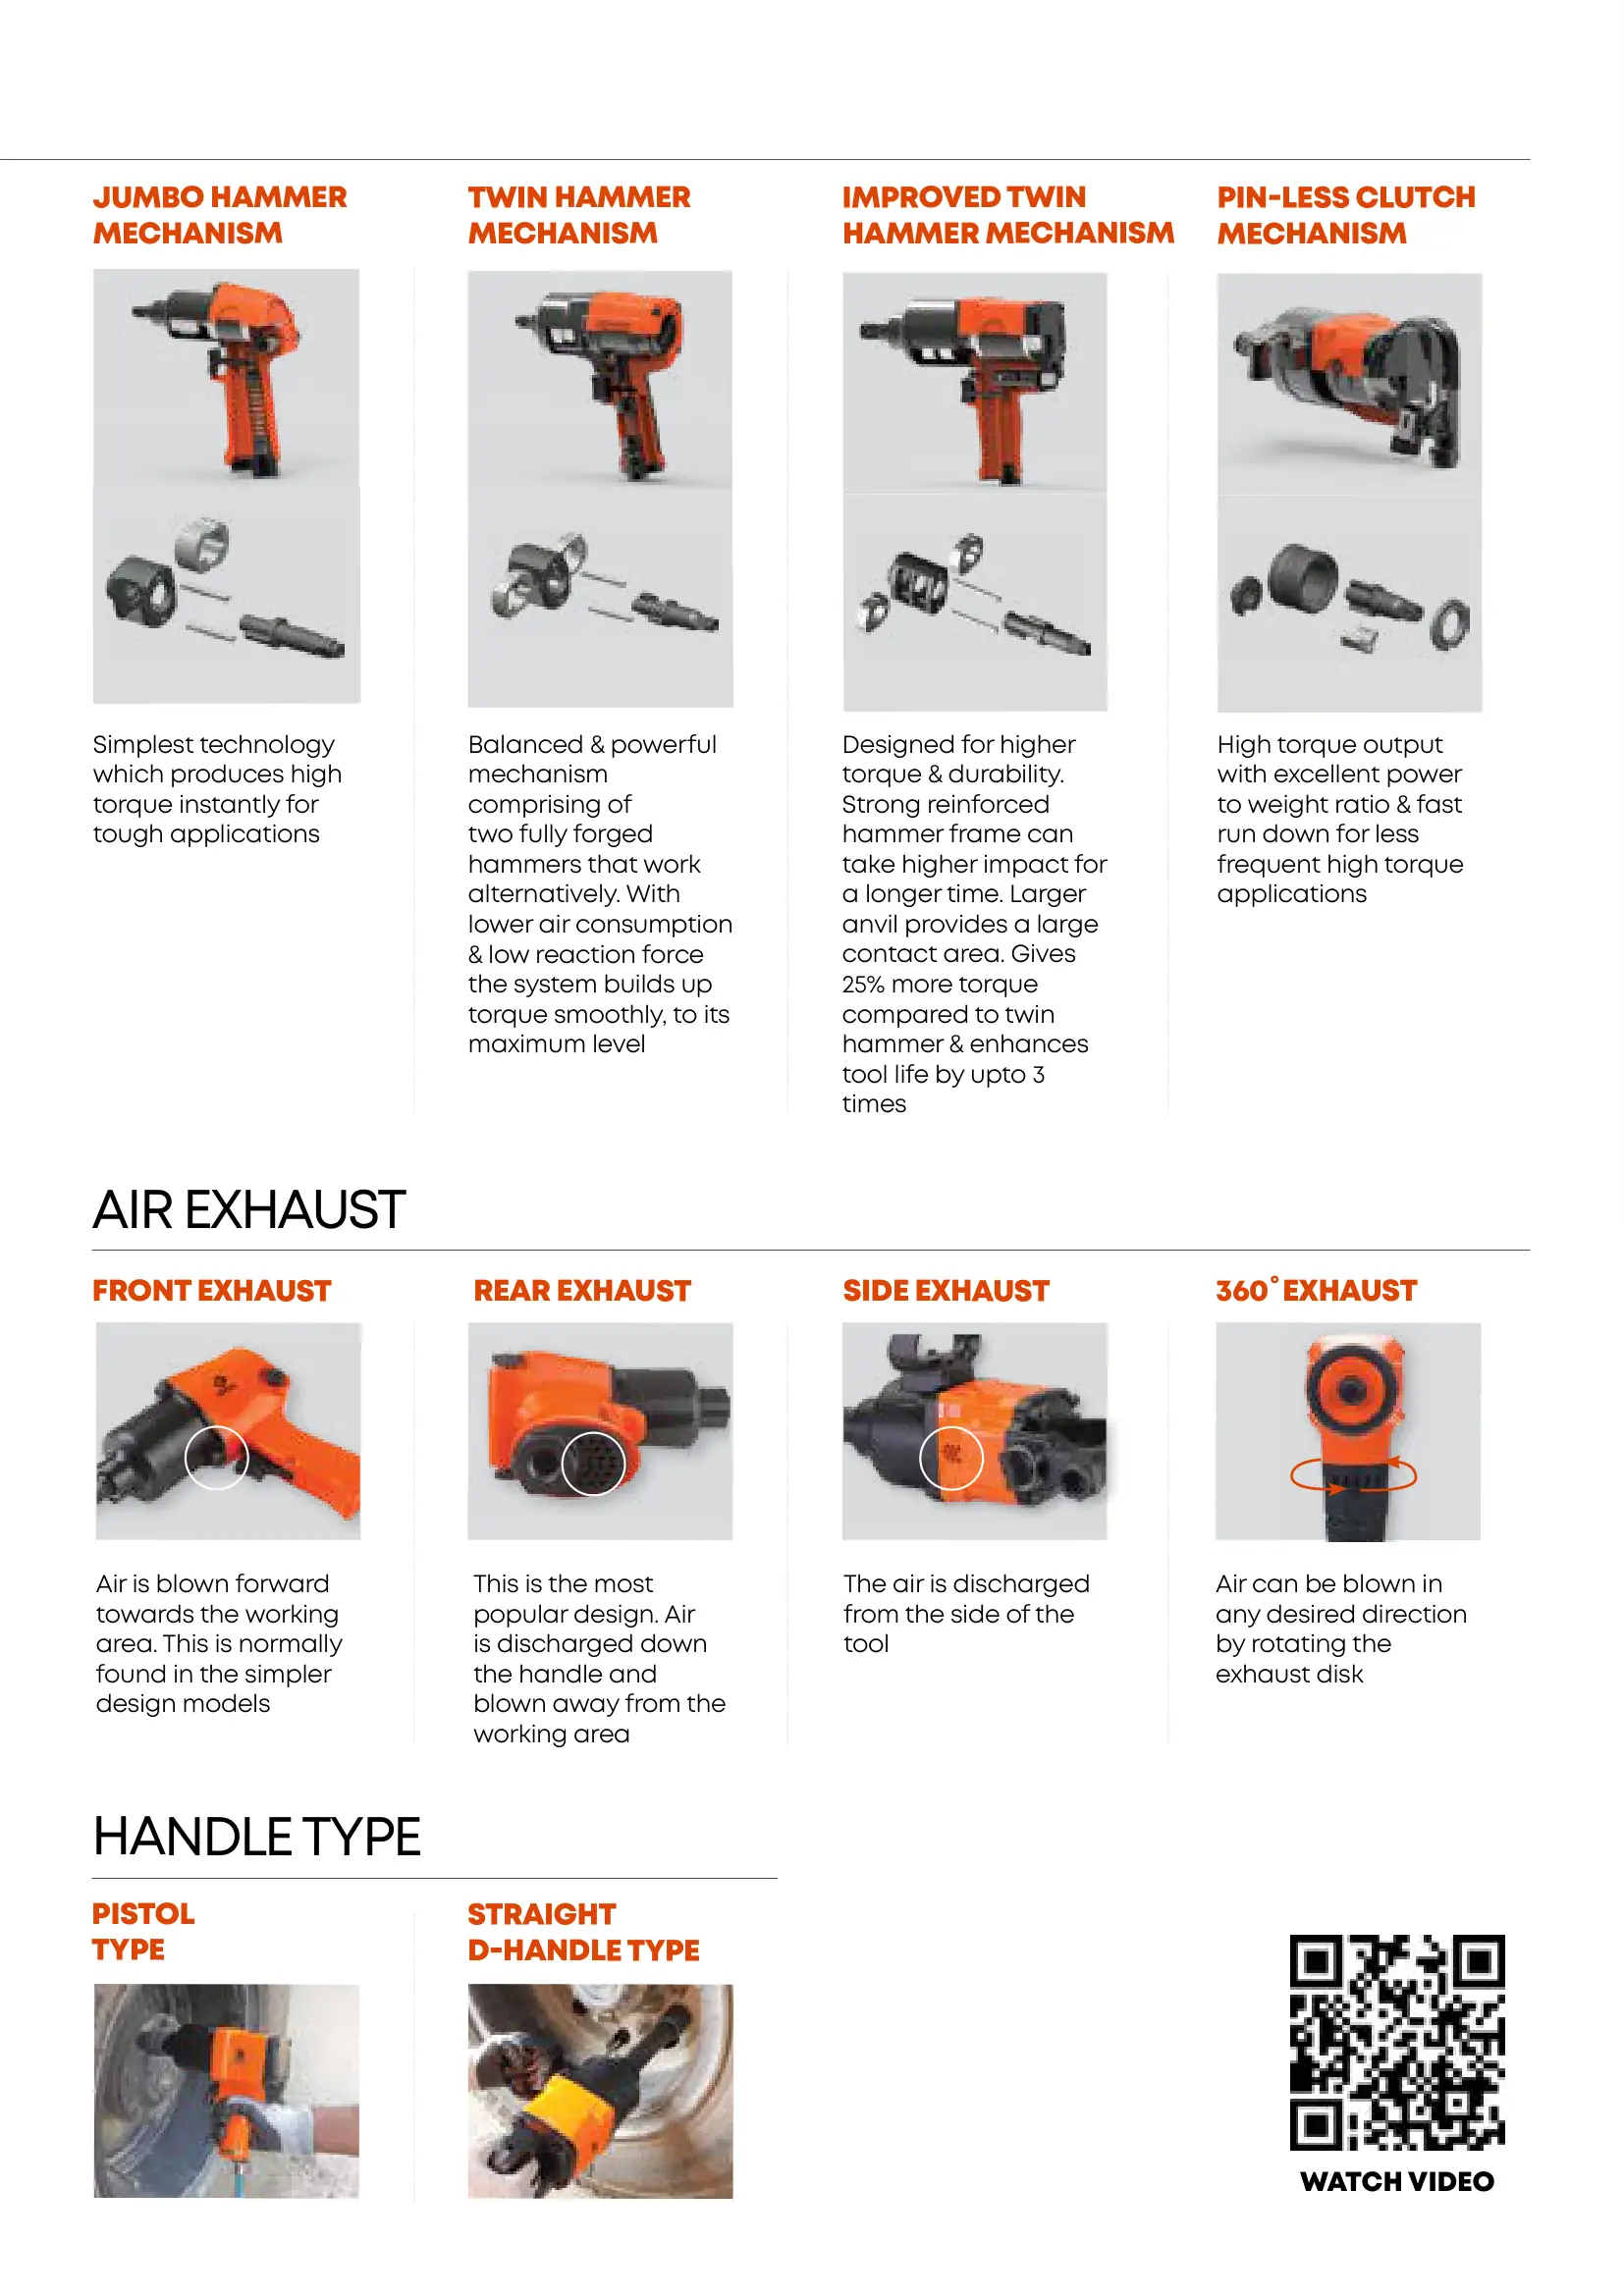 JUMBO HAMMER
MECHANISM
Simplest technology
which produces high
torque instantly for
tough applications
TWIN HAMMER
MECHANISM
Balanced & powerful
mechanism
comprising of
two fully forged
hammers that work
alternatively. With
lower air consumption
& low reaction force
the system builds up
torque smoothly, to its
maximum level
IMPROVED TWIN
HAMMER MECHANISM
Designed for higher
torque & durability.
Strong reinforced
hammer frame can
take higher impact for
a longer time. Larger
anvil provides a large
contact area. Gives
25% more torque
compared to twin
hammer & enhances
tool life by upto 3
times
PIN-LESS CLUTCH
MECHANISM
High torque output
with excellent power
to weight ratio & fast
run down for less
frequent high torque
applications
AIR EXHAUST
FRONT EXHAUST
Air is blown forward
towards the working
area. This is normally
found in the simpler
design models
REAR EXHAUST
This is the most
popular design. Air
is discharged down
the handle and
blown away from the
working area
SIDE EXHAUST
The air is discharged
from the side of the
tool
360° EXHAUST
Air can be blown in
any desired direction
by rotating the
exhaust disk
HANDLE TYPE
PISTOL
TYPE
STRAIGHT
D-HANDLE TYPE
WATCH VIDEO